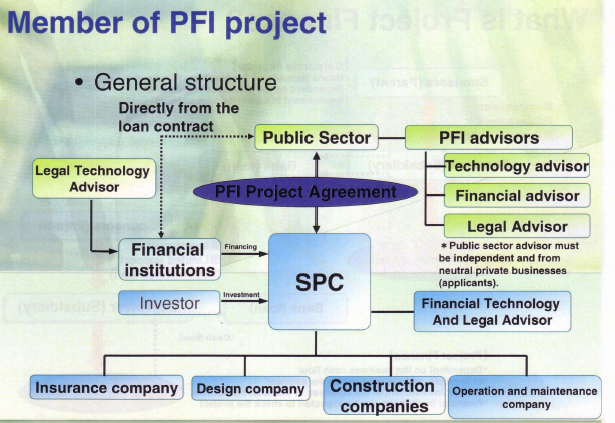 Member of PFI project
• General structure
Directly from the
loan contract
Public Sector
PFI advisors
Technology advisor
Financial advisor
Legal Advisor
Legal Technology
Advisor
PFI Project Agreement
* Public sector advisor must
be independent and from
neutral private businesses
(applicants).
Financial
institutions
Financing
SPC
Investor
Investment
Financial Technology
And Legal Advisor
Insurance company
Design company
Construction
companies
Operation and maintenance
company